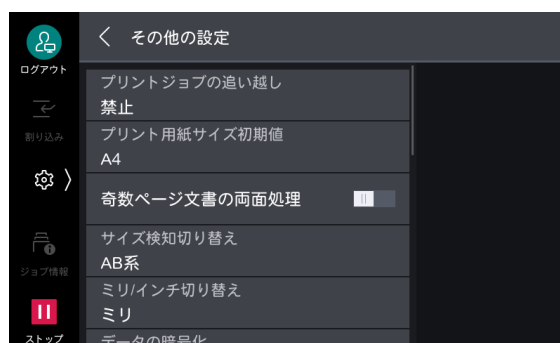 その他の設定
ログアウト
割り込み
ジョブ情報
ストップ
プリントジョブの追い越し
禁止
プリント用紙サイズ初期値
A4
奇数ページ文書の両面処理
サイズ検知切り替え
AB系
ミリ/インチ切り替え
ミリ
データの暗号化